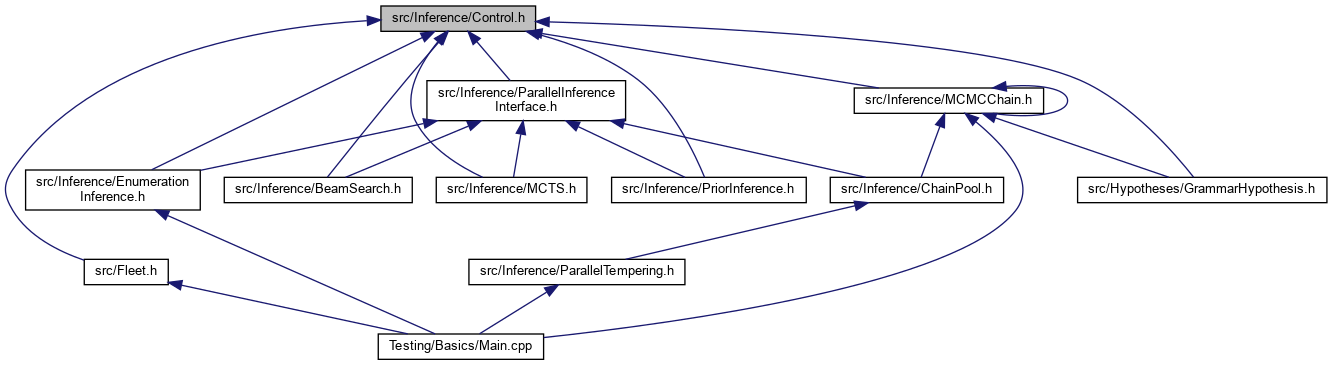 src/Inference/Control.h
src/Inference/ParallelInference
Interface.h
src/Inference/MCMCChain.h
src/Inference/Enumeration
Inference.h
src/Inference/BeamSearch.h
src/Inference/MCTS.h
src/Inference/PriorInference.h
src/Inference/ChainPool.h
src/Hypotheses/GrammarHypothesis.h
src/Fleet.h
src/Inference/ParallelTempering.h
Testing/Basics/Main.cpp